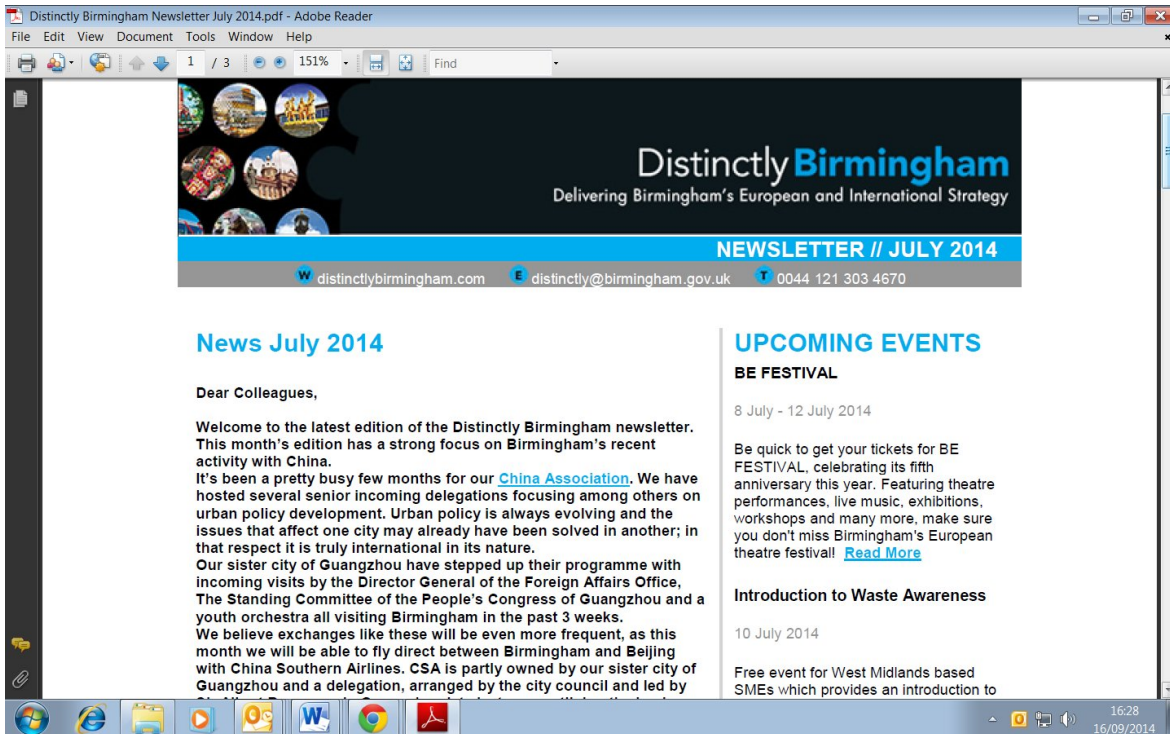 Distinctly Birmingham Newsletter July 2014.pdf - Adobe Reader
File Edit View Document Tools Window Help
1 / 3 151% Find
Distinctly Birmingham
Delivering Birmingham's European and International Strategy
NEWSLETTER // JULY 2014
W distinctlybirmingham.com E distinctly@birmingham.gov.uk T 0044 121 303 4670
News July 2014
Dear Colleagues,
Welcome to the latest edition of the Distinctly Birmingham newsletter.
This month's edition has a strong focus on Birmingham's recent
activity with China.
It's been a pretty busy few months for our China Association. We have
hosted several senior incoming delegations focusing among others on
urban policy development. Urban policy is always evolving and the
issues that affect one city may already have been solved in another; in
that respect it is truly international in its nature.
Our sister city of Guangzhou have stepped up their programme with
incoming visits by the Director General of the Foreign Affairs Office,
The Standing Committee of the People's Congress of Guangzhou and a
youth orchestra all visiting Birmingham in the past 3 weeks.
We believe exchanges like these will be even more frequent, as this
month we will be able to fly direct between Birmingham and Beijing
with China Southern Airlines. CSA is partly owned by our sister city of
Guangzhou and a delegation, arranged by the city council and led by
UPCOMING EVENTS
BE FESTIVAL
8 July - 12 July 2014
Be quick to get your tickets for BE
FESTIVAL, celebrating its fifth
anniversary this year. Featuring theatre
performances, live music, exhibitions,
workshops and many more, make sure
you don't miss Birmingham's European
theatre festival! Read More
Introduction to Waste Awareness
10 July 2014
Free event for West Midlands based
SMEs which provides an introduction to
16:28
16/09/2014